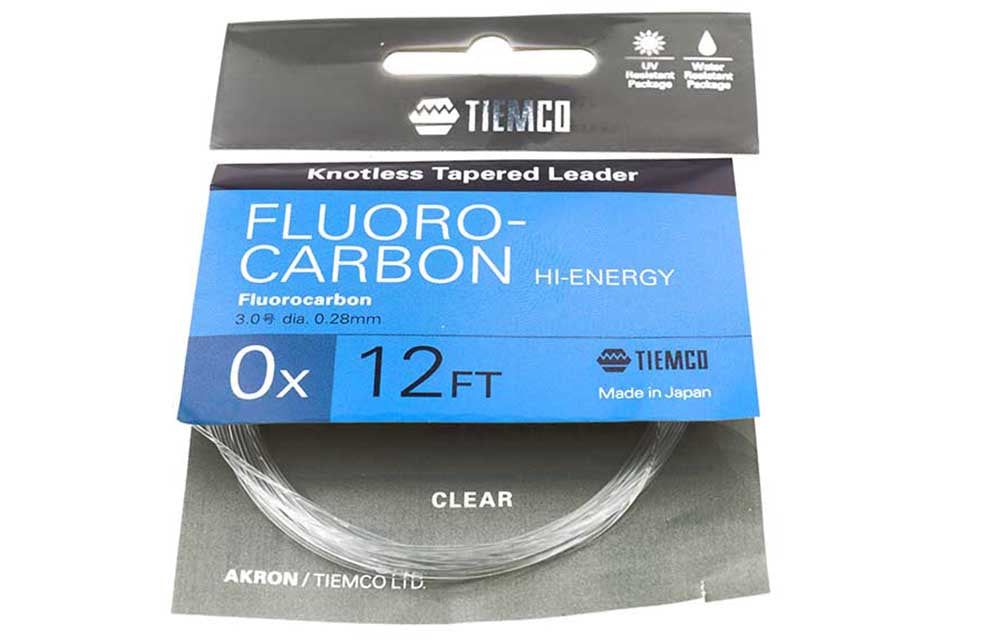 UV
Resistant
Package
Water
Resistant
Package
TIEMCO
Knotless Tapered Leader
FLUORO-
CARBON HI-ENERGY
Fluorocarbon
3.0号 dia. 0.28mm
0X 12FT
TIEMCO
Made in Japan
CLEAR
AKRON / TIEMCO LTD.